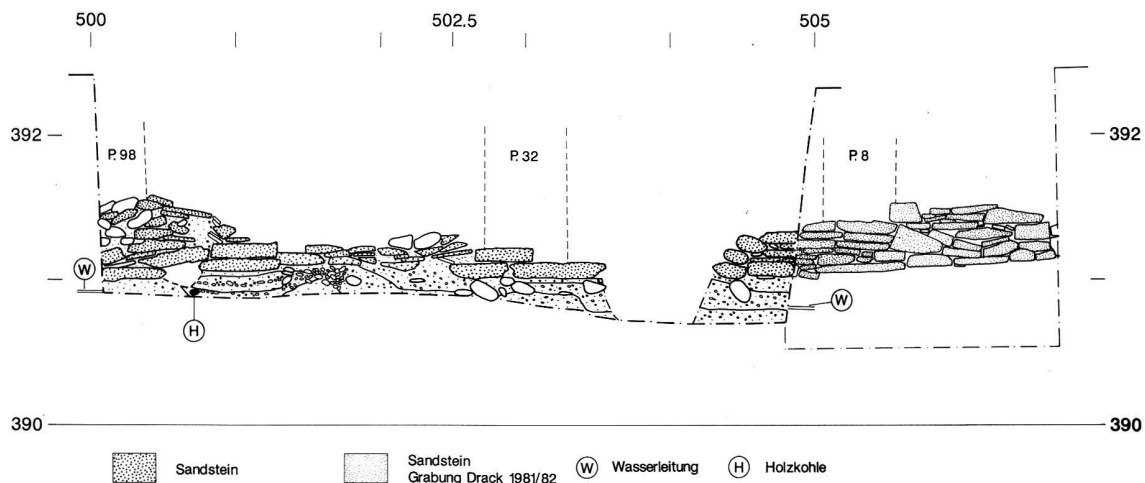 500 502.5 505
392 392
P. 98 P. 32 P. 8
W
W
H
390 390
Sandstein Sandstein W Wasserleitung H Holzkohle
Grabung Drack 1981/82